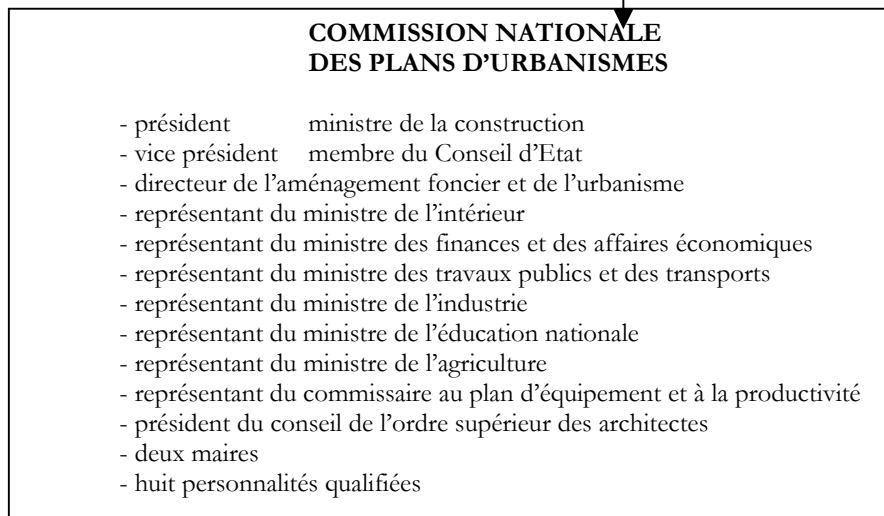 COMMISSION NATIONALE
DES PLANS D’URBANISMES
- président ministre de la construction
- vice président membre du Conseil d’Etat
- directeur de l’aménagement foncier et de l’urbanisme
- représentant du ministre de l’intérieur
- représentant du ministre des finances et des affaires économiques
- représentant du ministre des travaux publics et des transports
- représentant du ministre de l’industrie
- représentant du ministre de l’éducation nationale
- représentant du ministre de l’agriculture
- représentant du commissaire au plan d’équipement et à la productivité
- président du conseil de l’ordre supérieur des architectes
- deux maires
- huit personnalités qualifiées